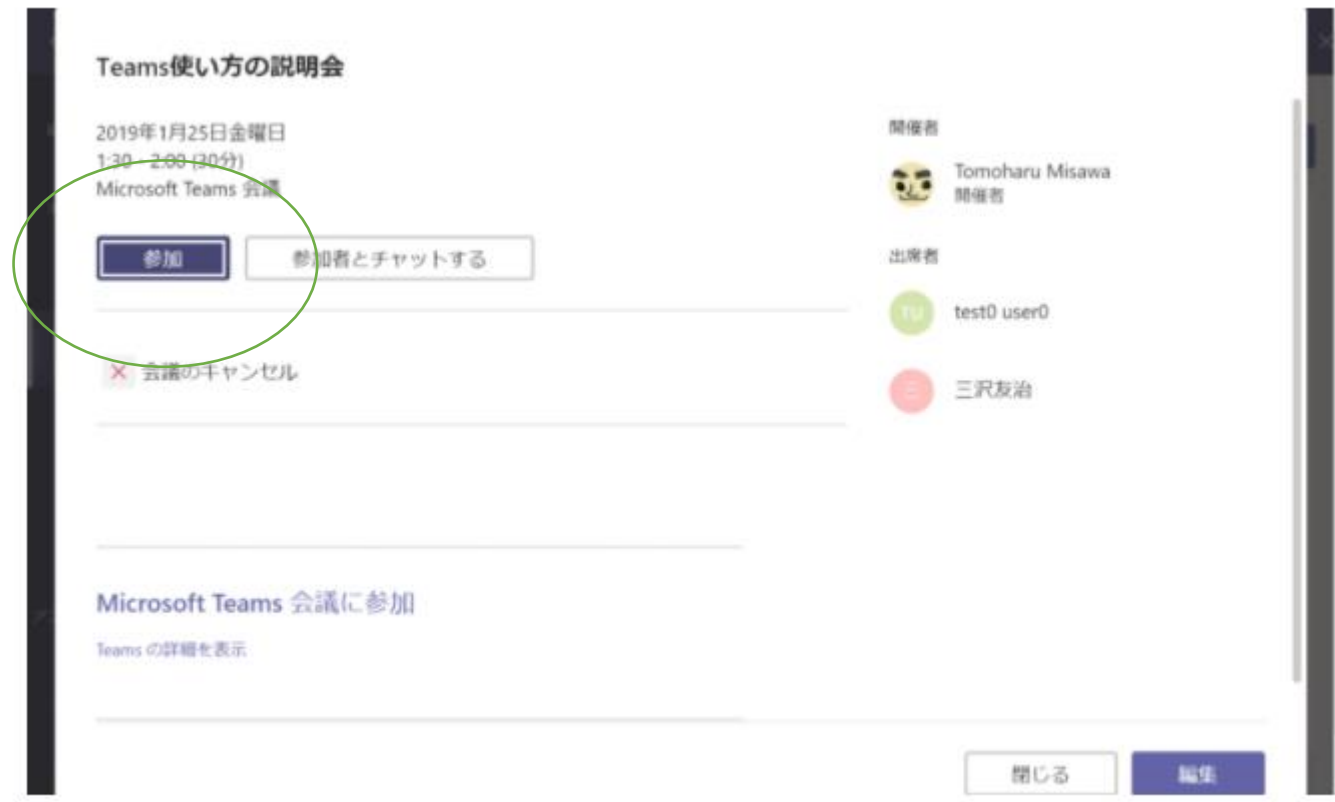 Teams使い方の説明会
2019年1月25日金曜日
1:30 - 2:00 (30分)
Microsoft Teams 会議
参加
参加者とチャットする
会議のキャンセル
Microsoft Teams 会議に参加
Teams の詳細を表示
開催者
Tomoharu Misawa
開催者
出席者
TU
test0 user0
三
三沢友治
閉じる
編集